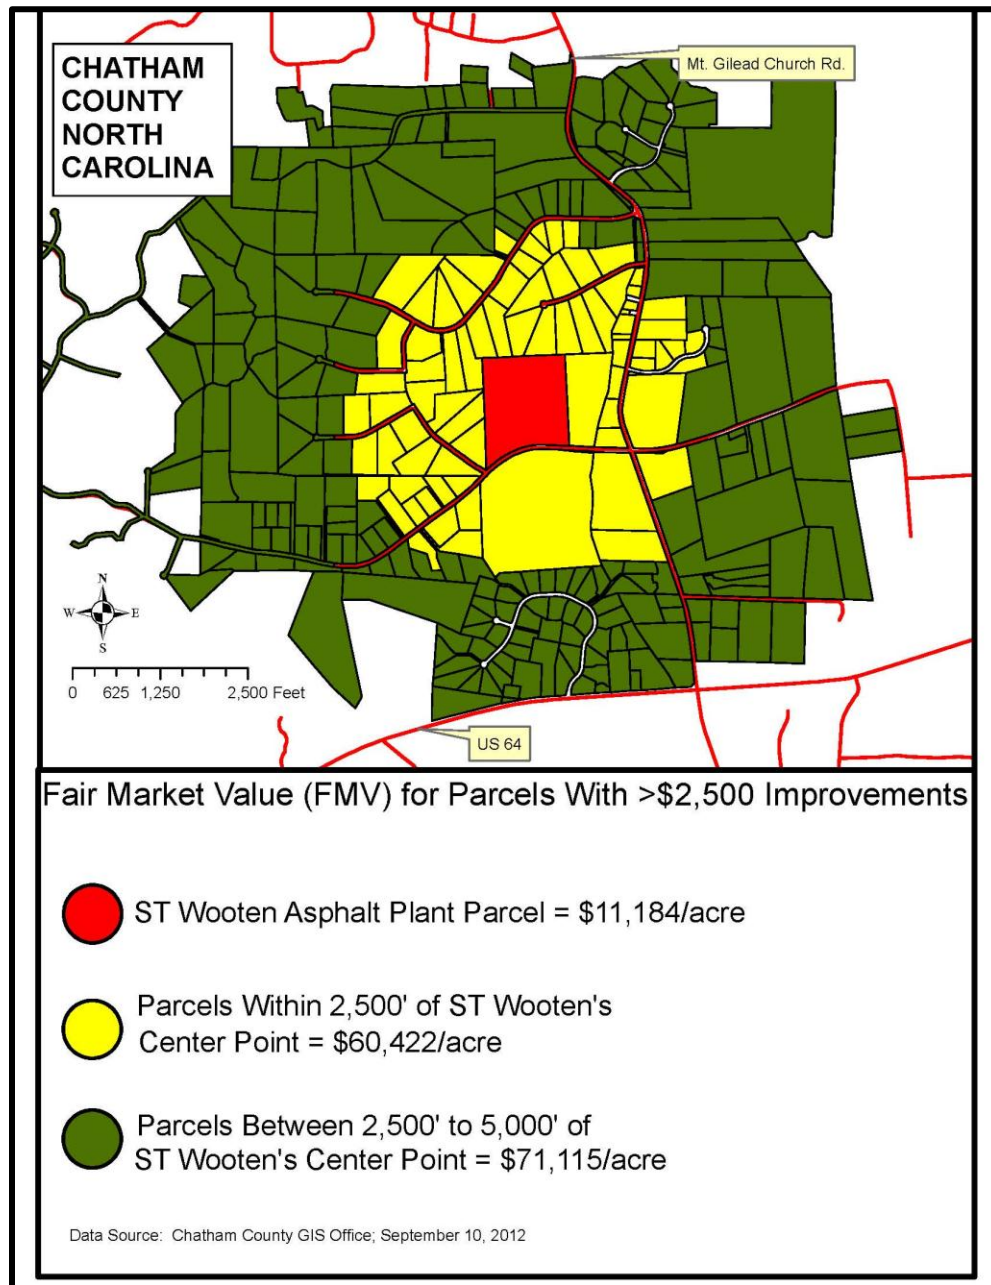 CHATHAM
COUNTY
NORTH
CAROLINA
Mt. Gilead Church Rd.
N
W E
S
0 625 1,250 2,500 Feet
US 64
Fair Market Value (FMV) for Parcels With >$2,500 Improvements
ST Wooten Asphalt Plant Parcel = $11,184/acre
Parcels Within 2,500' of ST Wooten's
Center Point = $60,422/acre
Parcels Between 2,500' to 5,000' of
ST Wooten's Center Point = $71,115/acre
Data Source: Chatham County GIS Office; September 10, 2012